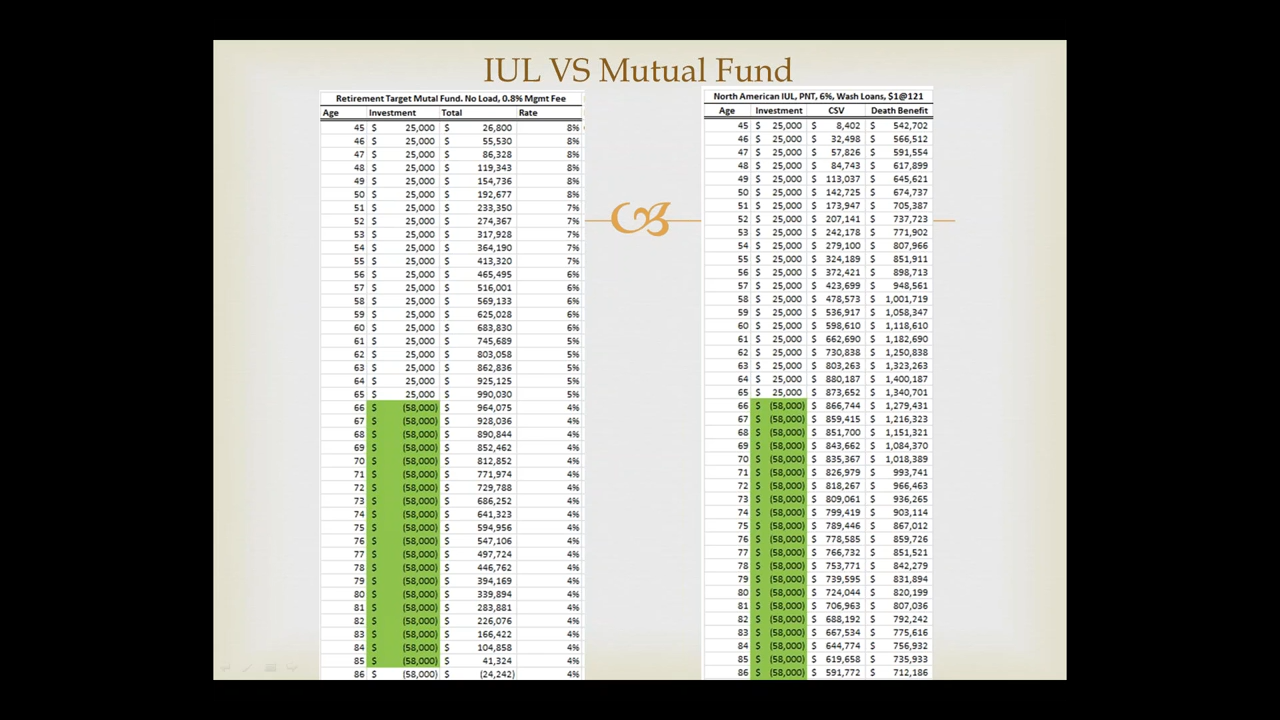 IUL VS Mutual Fund
Retirement Target Mutal Fund. No Load, 0.8% Mgmt Fee
Age Investment Total Rate
45 $ 25,000 $ 26,800 8%
46 $ 25,000 $ 55,530 8%
47 $ 25,000 $ 86,328 8%
48 $ 25,000 $ 119,343 8%
49 $ 25,000 $ 154,736 8%
50 $ 25,000 $ 192,677 8%
51 $ 25,000 $ 233,350 7%
52 $ 25,000 $ 274,367 7%
53 $ 25,000 $ 317,928 7%
54 $ 25,000 $ 364,190 7%
55 $ 25,000 $ 413,320 7%
56 $ 25,000 $ 465,495 6%
57 $ 25,000 $ 516,001 6%
58 $ 25,000 $ 569,133 6%
59 $ 25,000 $ 625,028 6%
60 $ 25,000 $ 683,830 6%
61 $ 25,000 $ 745,689 5%
62 $ 25,000 $ 803,058 5%
63 $ 25,000 $ 862,836 5%
64 $ 25,000 $ 925,125 5%
65 $ 25,000 $ 990,030 5%
66 $ (58,000) $ 964,075 4%
67 $ (58,000) $ 928,036 4%
68 $ (58,000) $ 890,844 4%
69 $ (58,000) $ 852,462 4%
70 $ (58,000) $ 812,852 4%
71 $ (58,000) $ 771,974 4%
72 $ (58,000) $ 729,788 4%
73 $ (58,000) $ 686,252 4%
74 $ (58,000) $ 641,323 4%
75 $ (58,000) $ 594,956 4%
76 $ (58,000) $ 547,106 4%
77 $ (58,000) $ 497,724 4%
78 $ (58,000) $ 446,762 4%
79 $ (58,000) $ 394,169 4%
80 $ (58,000) $ 339,894 4%
81 $ (58,000) $ 283,881 4%
82 $ (58,000) $ 226,076 4%
83 $ (58,000) $ 166,422 4%
84 $ (58,000) $ 104,858 4%
85 $ (58,000) $ 41,324 4%
86 $ (58,000) $ (24,242) 4%
North American IUL, PNT, 6%, Wash Loans, $1@121
Age Investment CSV Death Benefit
45 $ 25,000 $ 8,402 $ 542,702
46 $ 25,000 $ 32,498 $ 566,512
47 $ 25,000 $ 57,826 $ 591,554
48 $ 25,000 $ 84,743 $ 617,899
49 $ 25,000 $ 113,037 $ 645,621
50 $ 25,000 $ 142,725 $ 674,737
51 $ 25,000 $ 173,947 $ 705,387
52 $ 25,000 $ 207,141 $ 737,723
53 $ 25,000 $ 242,178 $ 771,902
54 $ 25,000 $ 279,100 $ 807,966
55 $ 25,000 $ 324,189 $ 851,911
56 $ 25,000 $ 372,421 $ 898,713
57 $ 25,000 $ 423,699 $ 948,561
58 $ 25,000 $ 478,573 $ 1,001,719
59 $ 25,000 $ 536,917 $ 1,058,347
60 $ 25,000 $ 598,610 $ 1,118,610
61 $ 25,000 $ 662,690 $ 1,182,690
62 $ 25,000 $ 730,838 $ 1,250,838
63 $ 25,000 $ 803,263 $ 1,323,263
64 $ 25,000 $ 880,187 $ 1,400,187
65 $ 25,000 $ 873,652 $ 1,340,701
66 $ (58,000) $ 866,744 $ 1,279,431
67 $ (58,000) $ 859,415 $ 1,216,323
68 $ (58,000) $ 851,700 $ 1,151,321
69 $ (58,000) $ 843,662 $ 1,084,370
70 $ (58,000) $ 835,367 $ 1,018,389
71 $ (58,000) $ 826,979 $ 993,741
72 $ (58,000) $ 818,267 $ 966,463
73 $ (58,000) $ 809,061 $ 936,265
74 $ (58,000) $ 799,419 $ 903,114
75 $ (58,000) $ 789,446 $ 867,012
76 $ (58,000) $ 778,585 $ 859,726
77 $ (58,000) $ 766,732 $ 851,521
78 $ (58,000) $ 753,771 $ 842,279
79 $ (58,000) $ 739,595 $ 831,894
80 $ (58,000) $ 724,044 $ 820,199
81 $ (58,000) $ 706,963 $ 807,036
82 $ (58,000) $ 688,192 $ 792,242
83 $ (58,000) $ 667,534 $ 775,616
84 $ (58,000) $ 644,774 $ 756,932
85 $ (58,000) $ 619,658 $ 735,933
86 $ (58,000) $ 591,772 $ 712,186